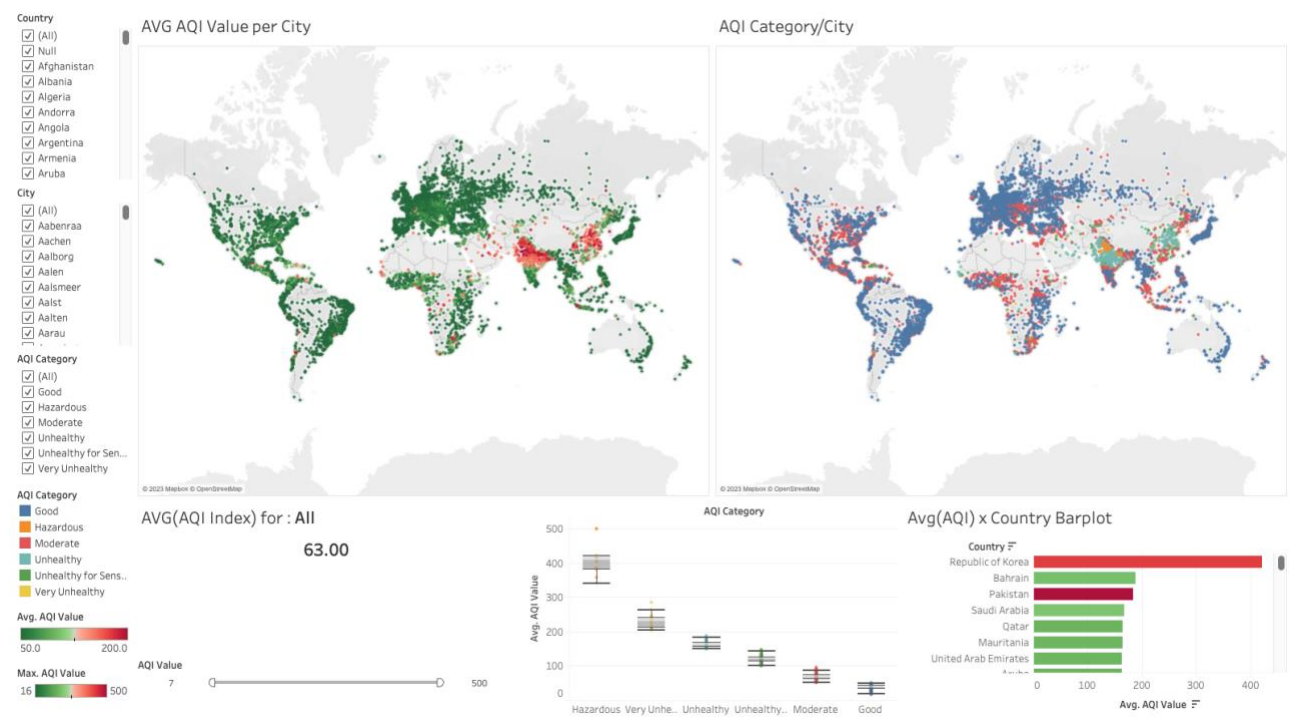 Country
(All)
Null
Afghanistan
Albania
Algeria
Andorra
Angola
Argentina
Armenia
Aruba
City
(All)
Aabenraa
Aachen
Aalborg
Aalen
Aalsmeer
Aalst
Aalten
Aarau
AQI Category
(All)
Good
Hazardous
Moderate
Unhealthy
Unhealthy for Sen...
Very Unhealthy
AQI Category
Good
Hazardous
Moderate
Unhealthy
Unhealthy for Sens..
Very Unhealthy
Avg. AQI Value
50.0 200.0
Max. AQI Value
16 500
AVG AQI Value per City
© 2023 Mapbox © OpenStreetMap
AQI Category/City
© 2023 Mapbox © OpenStreetMap
AVG(AQI Index) for : All
63.00
AQI Value
7 500
AQI Category
Avg. AQI Value
500
400
300
200
100
0
Hazardous Very Unhe.. Unhealthy Unhealthy.. Moderate Good
Avg(AQI) x Country Barplot
Country
Republic of Korea
Bahrain
Pakistan
Saudi Arabia
Qatar
Mauritania
United Arab Emirates
0 100 200 300 400
Avg. AQI Value